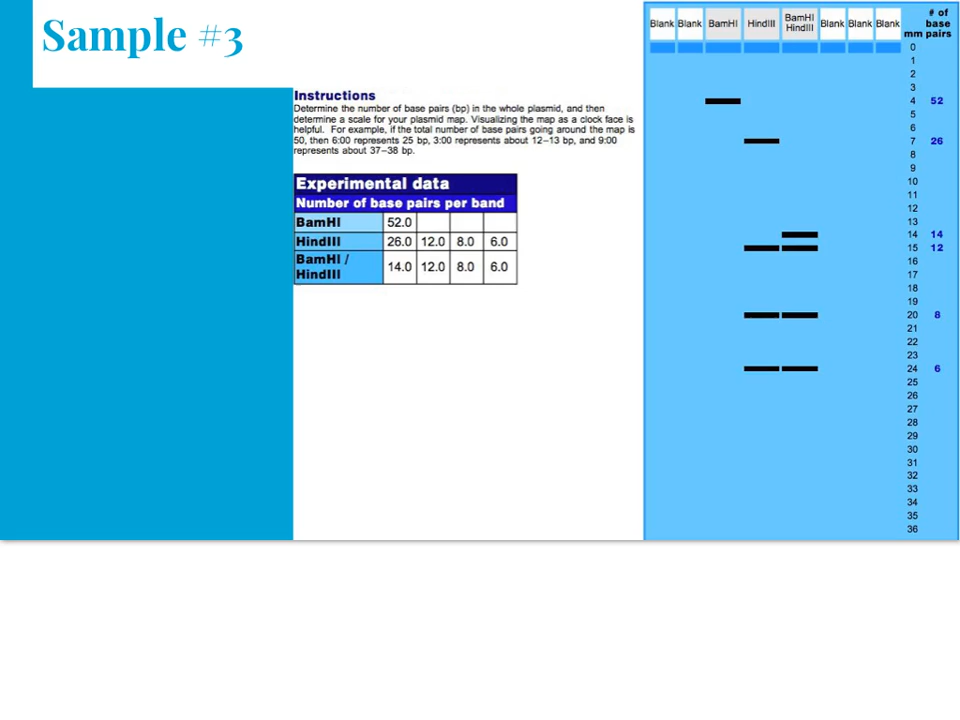 Sample #3
Instructions
Determine the number of base pairs (bp) in the whole plasmid, and then
determine a scale for your plasmid map. Visualizing the map as a clock face is
helpful. For example, if the total number of base pairs going around the map is
50, then 6:00 represents 25 bp, 3:00 represents about 12–13 bp, and 9:00
represents about 37–38 bp.
Experimental data
Number of base pairs per band
BamHI 52.0
HindIII 26.0 12.0 8.0 6.0
BamHI /
HindIII 14.0 12.0 8.0 6.0
Blank Blank BamHI HindIII BamHI HindIII Blank Blank Blank
# of
base
mm pairs
0
1
2
3
4 52
5
6
7 26
8
9
10
11
12
13
14 14
15 12
16
17
18
19
20 8
21
22
23
24 6
25
26
27
28
29
30
31
32
33
34
35
36